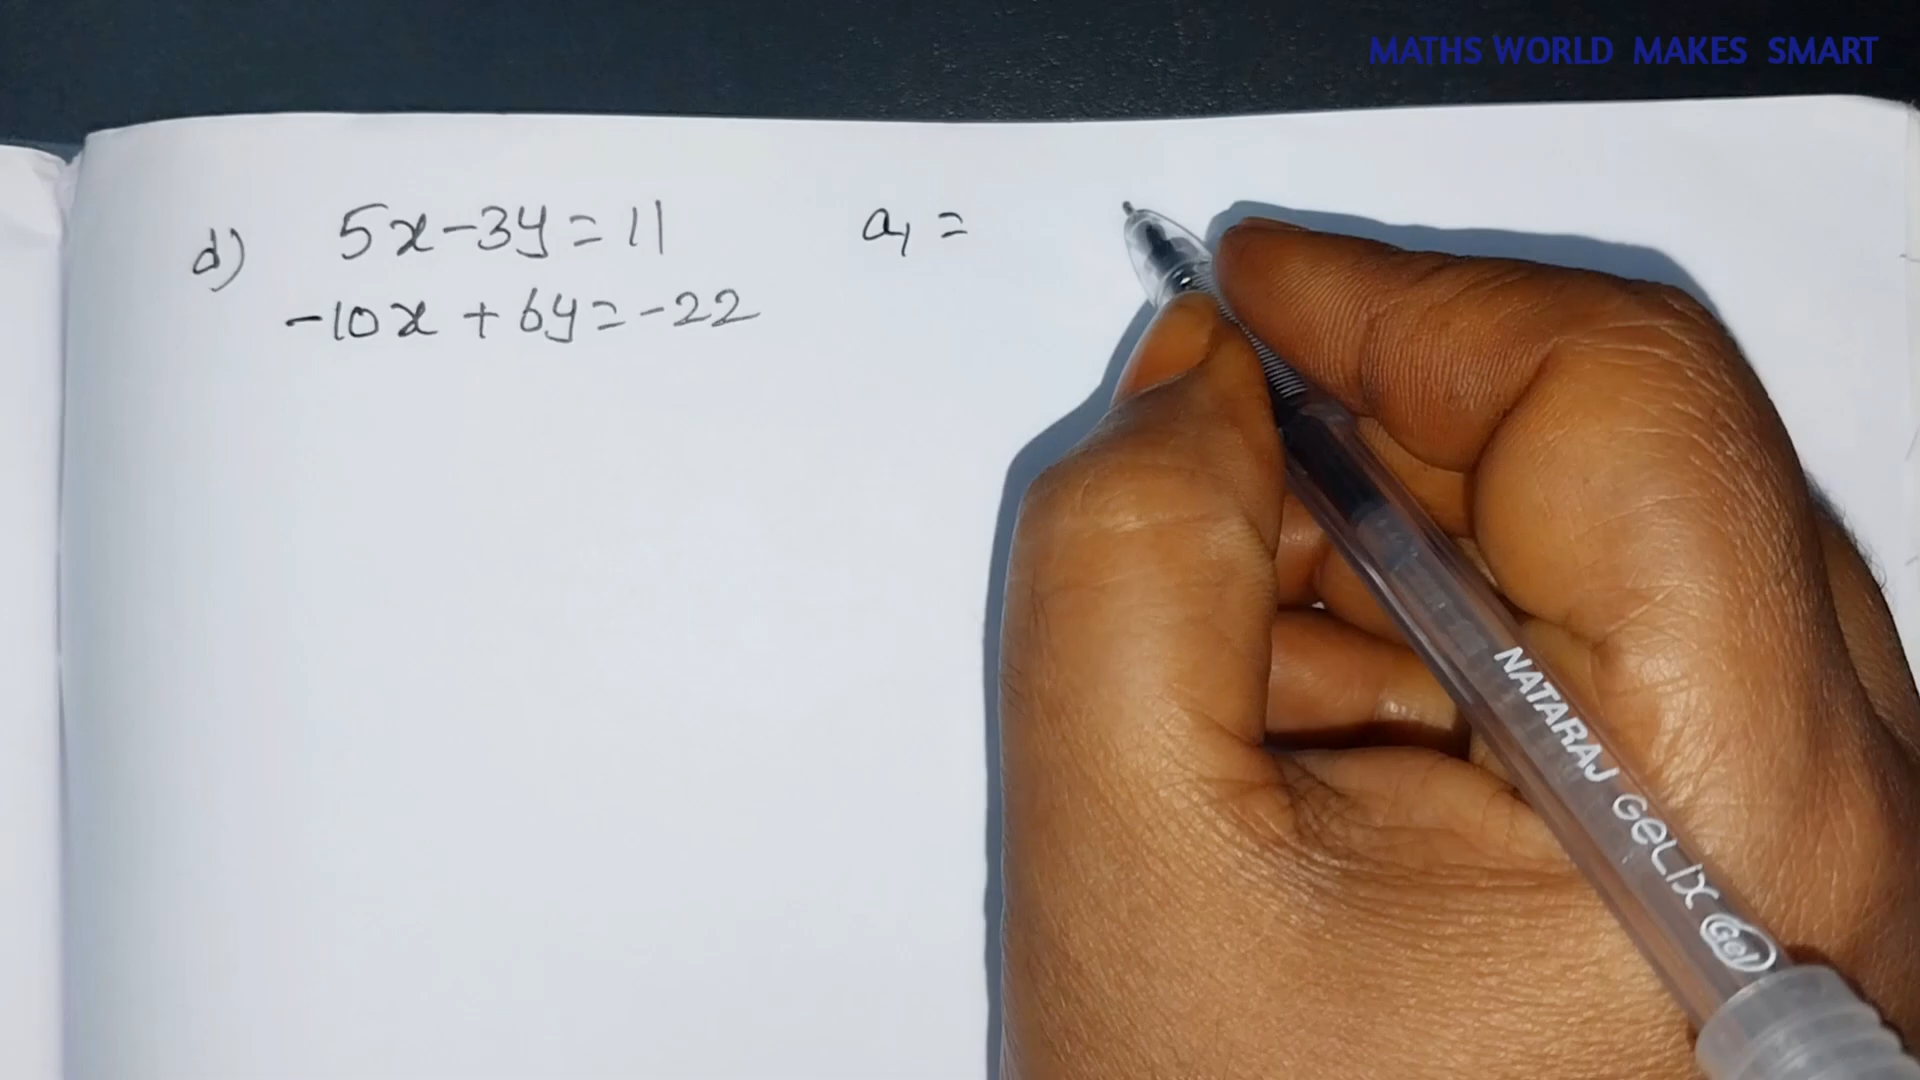 MATHS WORLD MAKES SMART
d) 5x-3y=11
-10x + 6y=-22
a₁ =
NATARAJ GELIX Gel